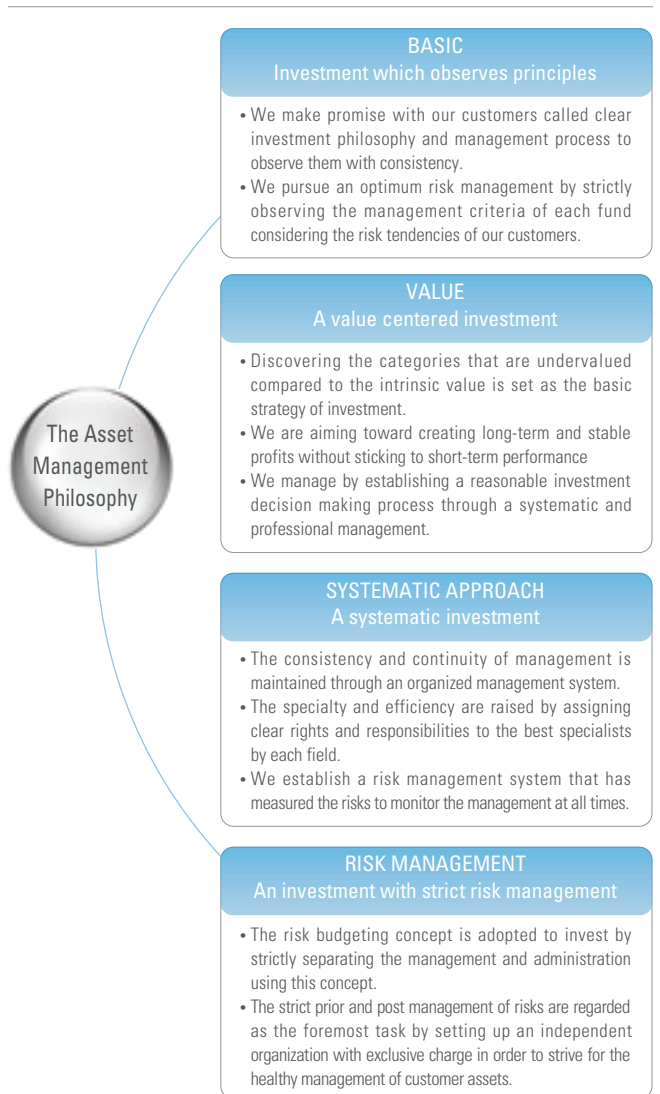 BASIC
Investment which observes principles
• We make promise with our customers called clear
investment philosophy and management process to
observe them with consistency.
• We pursue an optimum risk management by strictly
observing the management criteria of each fund
considering the risk tendencies of our customers.
VALUE
A value centered investment
• Discovering the categories that are undervalued
compared to the intrinsic value is set as the basic
strategy of investment.
• We are aiming toward creating long-term and stable
profits without sticking to short-term performance
• We manage by establishing a reasonable investment
decision making process through a systematic and
professional management.
The Asset
Management
Philosophy
SYSTEMATIC APPROACH
A systematic investment
• The consistency and continuity of management is
maintained through an organized management system.
• The specialty and efficiency are raised by assigning
clear rights and responsibilities to the best specialists
by each field.
• We establish a risk management system that has
measured the risks to monitor the management at all times.
RISK MANAGEMENT
An investment with strict risk management
• The risk budgeting concept is adopted to invest by
strictly separating the management and administration
using this concept.
• The strict prior and post management of risks are regarded
as the foremost task by setting up an independent
organization with exclusive charge in order to strive for the
healthy management of customer assets.